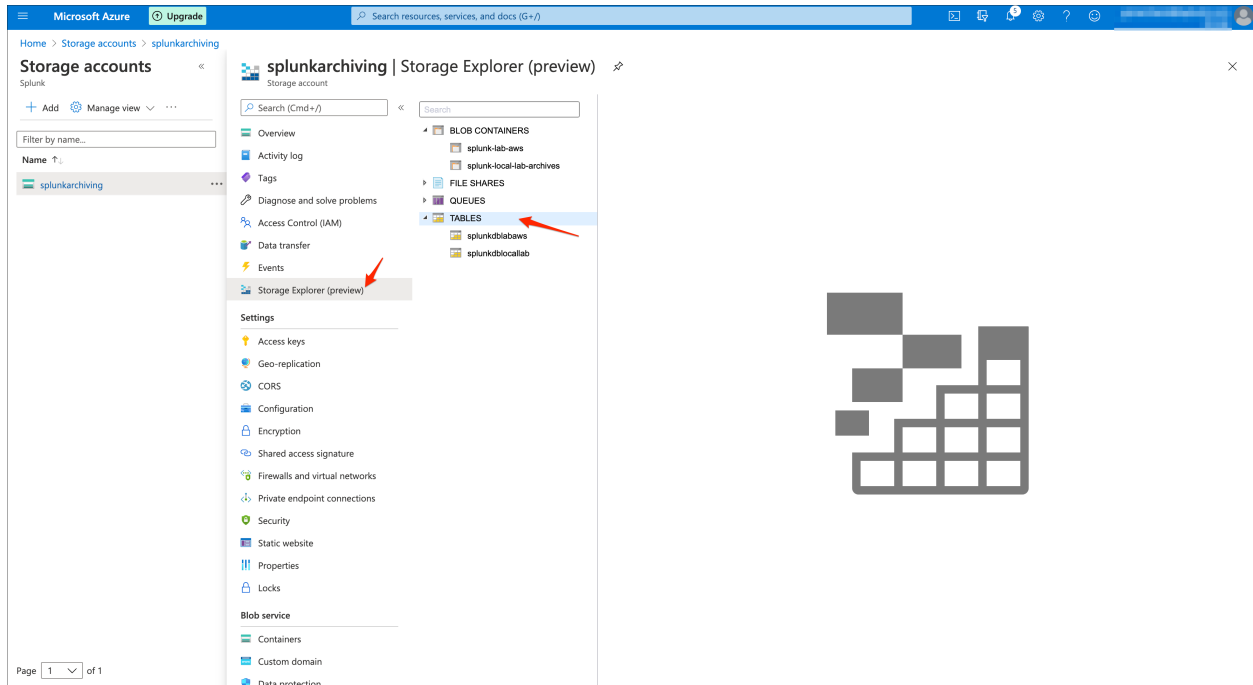 Microsoft Azure
Upgrade
Search resources, services, and docs (G+/)
5
Home > Storage accounts > splunkarchiving
Storage accounts
Splunk
Add
Manage view
Filter by name...
Name
splunkarchiving
Page 1 of 1
splunkarchiving | Storage Explorer (preview)
Storage account
Search (Cmd+/)
Overview
Activity log
Tags
Diagnose and solve problems
Access Control (IAM)
Data transfer
Events
Storage Explorer (preview)
Settings
Access keys
Geo-replication
CORS
Configuration
Encryption
Shared access signature
Firewalls and virtual networks
Private endpoint connections
Security
Static website
Properties
Locks
Blob service
Containers
Custom domain
Data protection
Search
BLOB CONTAINERS
splunk-lab-aws
splunk-local-lab-archives
FILE SHARES
QUEUES
TABLES
splunkdblabaws
splunkdblocallab